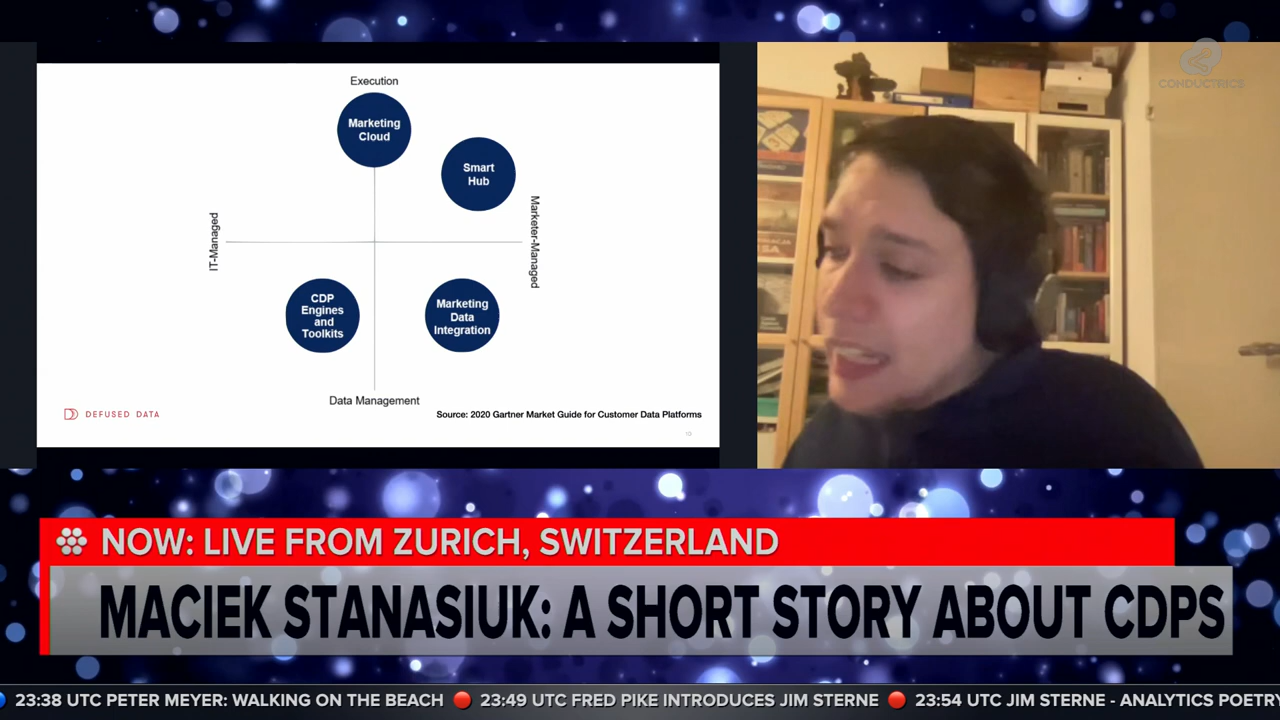 Execution
Marketing
Cloud
Smart
Hub
IT-Managed
Marketer-Managed
CDP
Engines
and
Toolkits
Marketing
Data
Integration
Data Management
DEFUSED DATA
Source: 2020 Gartner Market Guide for Customer Data Platforms
CONDUCTRICS
NOW: LIVE FROM ZURICH, SWITZERLAND
MACIEK STANASIUK: A SHORT STORY ABOUT CDPS
23:38 UTC PETER MEYER: WALKING ON THE BEACH 23:49 UTC FRED PIKE INTRODUCES JIM STERNE 23:54 UTC JIM STERNE - ANALYTICS POETRY